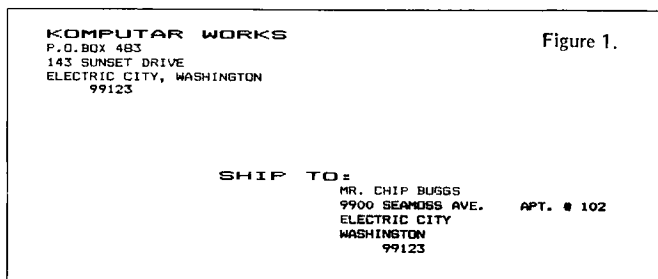 KOMPUTAR WORKS
Figure 1.
P.O.BOX 483
143 SUNSET DRIVE
ELECTRIC CITY, WASHINGTON
99123
SHIP TO:
MR. CHIP BUGGS
9900 SEAMOSS AVE. APT. # 102
ELECTRIC CITY
WASHINGTON
99123